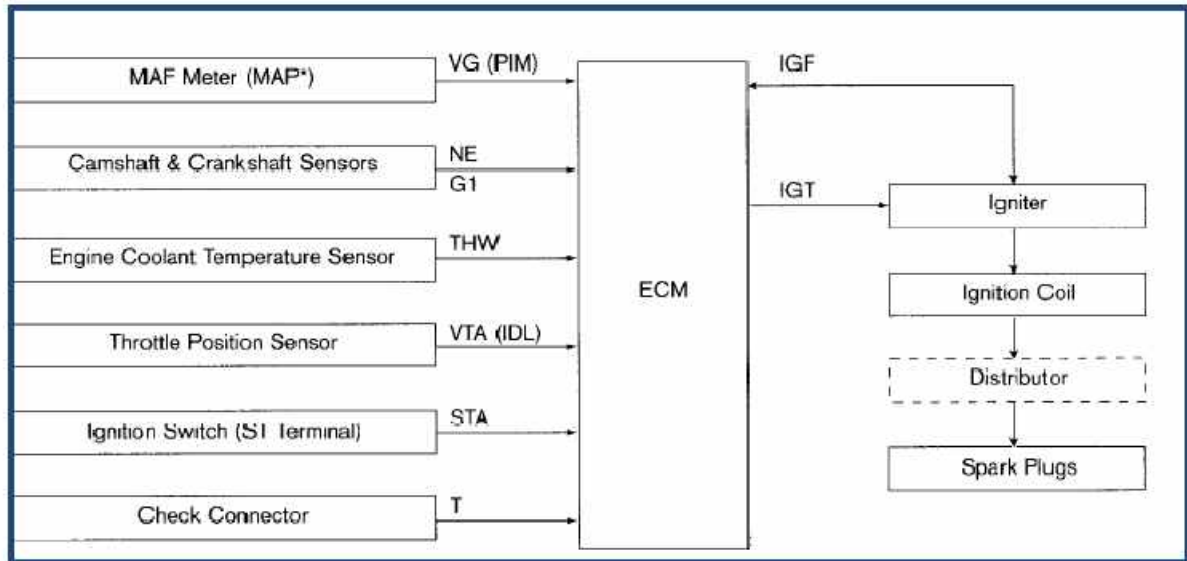 MAF Meter (MAP*)
VG (PIM)
Camshaft & Crankshaft Sensors
NE
G1
Engine Coolant Temperature Sensor
THW
Throttle Position Sensor
VTA (IDL)
Ignition Switch (ST Terminal)
STA
Check Connector
T
ECM
IGF
IGT
Igniter
Ignition Coil
Distributor
Spark Plugs